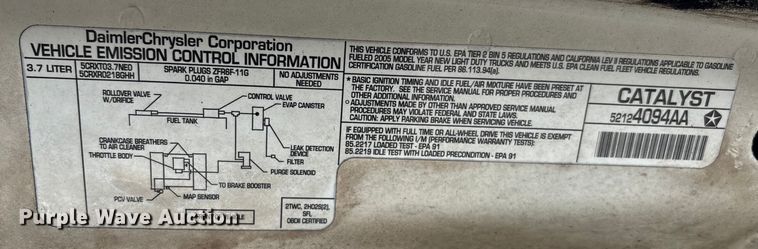 DaimlerChrysler Corporation
VEHICLE EMISSION CONTROL INFORMATION
3.7 LITER
5CRXT03.7NE0
5CRXR0218GHH
SPARK PLUGS ZFR6F-11G
0.040 in GAP
NO ADJUSTMENTS
NEEDED
ROLLOVER VALVE
W/ORIFICE
CONTROL VALVE
EVAP CANISTER
FUEL TANK
CRANKCASE BREATHERS
TO AIR CLEANER
LEAK DETECTION
DEVICE
THROTTLE BODY
FILTER
PURGE SOLENOID
TO BRAKE BOOSTER
MAP SENSOR
PCV VALVE
2TWC, 2HO2S(2),
SFI,
OBDII CERTIFIED
THIS VEHICLE CONFORMS TO U.S. EPA TIER 2 BIN 5 REGULATIONS AND CALIFORNIA LEV II REGULATIONS APPLICABLE TO GASOLINE
FUELED 2005 MODEL YEAR NEW LIGHT DUTY TRUCKS AND MEETS U.S. EPA CLEAN FUEL FLEET VEHICLE REGULATIONS.
CERTIFICATION GASOLINE FUEL PER 86.113.94(a).
* BASIC IGNITION TIMING AND IDLE FUEL/AIR MIXTURE HAVE BEEN PRESET AT
THE FACTORY. SEE THE SERVICE MANUAL FOR PROPER PROCEDURES AND
OTHER ADDITIONAL INFORMATION.
○ ADJUSTMENTS MADE BY OTHER THAN APPROVED SERVICE MANUAL
PROCEDURES MAY VIOLATE FEDERAL AND STATE LAWS.
CAUTION: APPLY PARKING BRAKE WHEN SERVICING VEHICLE.
IF EQUIPPED WITH FULL TIME OR ALL-WHEEL DRIVE THIS VEHICLE IS EXEMPT
FROM THE FOLLOWING I/M (PERFORMANCE WARRANTY TESTS):
85.2217 LOADED TEST - EPA 91
85.2219 IDLE TEST WITH LOADED PRECONDITION - EPA 91
CATALYST
52124094AA
Purple Wave Auction